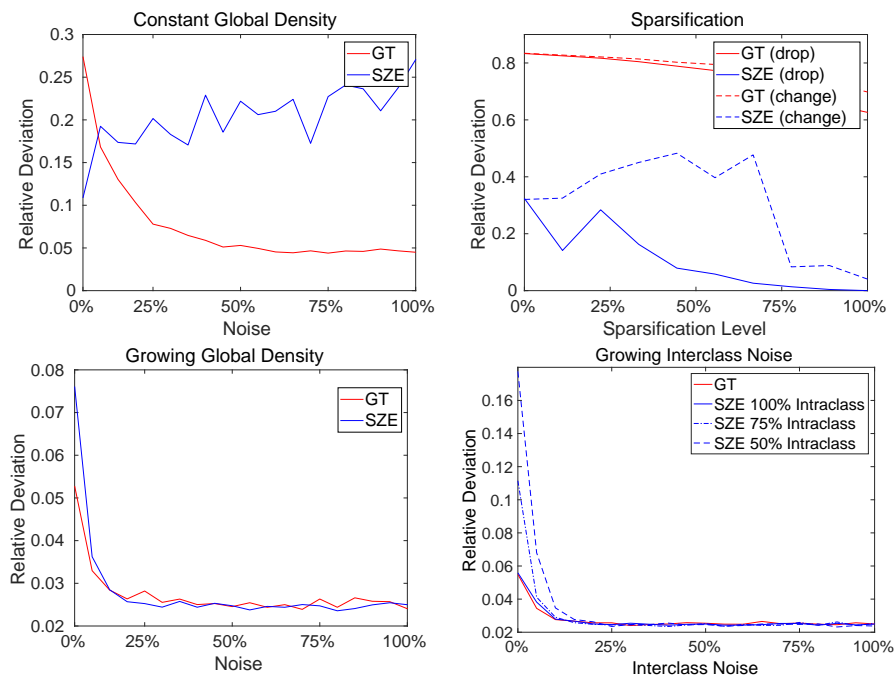 Constant Global Density
0.3
0.25
0.2
0.15
0.1
0.05
0
Relative Deviation
GT
SZE
0%
25%
50%
75%
100%
Noise
Sparsification
0.8
0.6
0.4
0.2
0
Relative Deviation
GT (drop)
SZE (drop)
GT (change)
SZE (change)
0%
25%
50%
75%
100%
Sparsification Level
Growing Global Density
0.08
0.07
0.06
0.05
0.04
0.03
0.02
Relative Deviation
GT
SZE
0%
25%
50%
75%
100%
Noise
Growing Interclass Noise
0.16
0.14
0.12
0.1
0.08
0.06
0.04
0.02
Relative Deviation
GT
SZE 100% Intraclass
SZE 75% Intraclass
SZE 50% Intraclass
0%
25%
50%
75%
100%
Interclass Noise